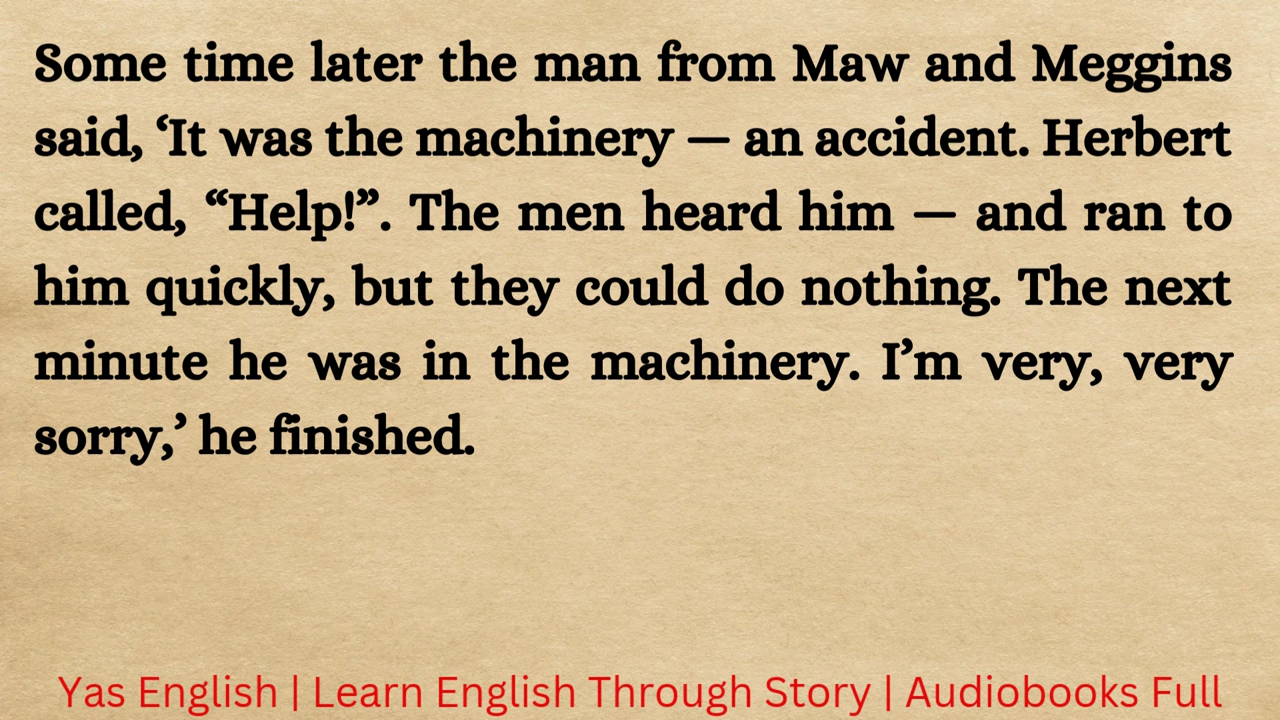 Some time later the man from Maw and Meggins
said, ‘It was the machinery — an accident. Herbert
called, “Help!”. The men heard him — and ran to
him quickly, but they could do nothing. The next
minute he was in the machinery. I’m very, very
sorry,’ he finished.
Yas English | Learn English Through Story | Audiobooks Full